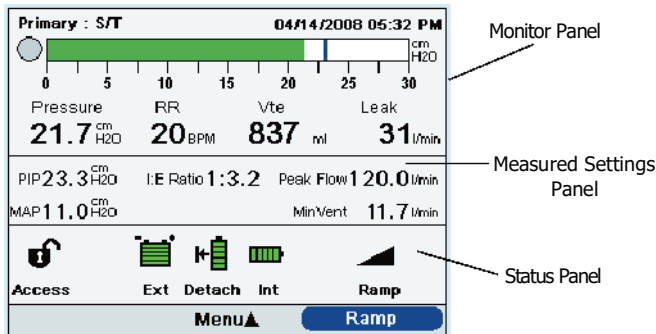 Primary : S/T 04/14/2008 05:32 PM
cm
H2O
0 5 10 15 20 25 30
Pressure RR Vte Leak
21.7 cm H2O 20 BPM 837 ml 31 l/min
PIP 23.3 cm H2O I:E Ratio 1:3.2 Peak Flow 120.0 l/min
MAP 11.0 cm H2O MinVent 11.7 l/min
Access Ext Detach Int Ramp
Menu Ramp
Monitor Panel
Measured Settings
Panel
Status Panel